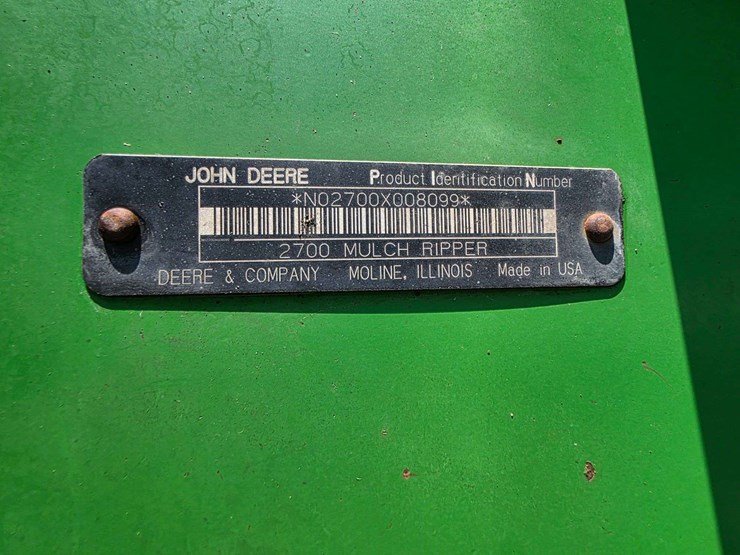 JOHN DEERE Product Identification Number
*N02700X008099*
2700 MULCH RIPPER
DEERE & COMPANY MOLINE, ILLINOIS Made in USA